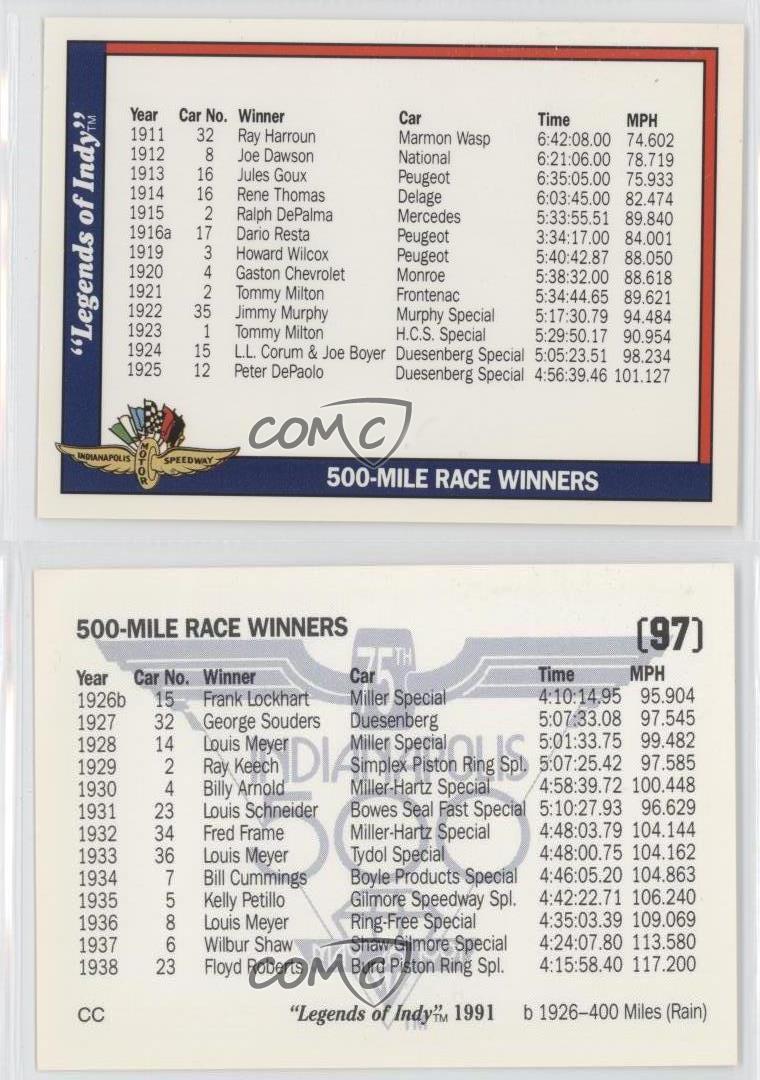 "Legends of Indy"™
Year Car No. Winner Car Time MPH
1911 32 Ray Harroun Marmon Wasp 6:42:08.00 74.602
1912 8 Joe Dawson National 6:21:06.00 78.719
1913 16 Jules Goux Peugeot 6:35:05.00 75.933
1914 16 Rene Thomas Delage 6:03:45.00 82.474
1915 2 Ralph DePalma Mercedes 5:33:55.51 89.840
1916a 17 Dario Resta Peugeot 3:34:17.00 84.001
1919 3 Howard Wilcox Peugeot 5:40:42.87 88.050
1920 4 Gaston Chevrolet Monroe 5:38:32.00 88.618
1921 2 Tommy Milton Frontenac 5:34:44.65 89.621
1922 35 Jimmy Murphy Murphy Special 5:17:30.79 94.484
1923 1 Tommy Milton H.C.S. Special 5:29:50.17 90.954
1924 15 L.L. Corum & Joe Boyer Duesenberg Special 5:05:23.51 98.234
1925 12 Peter DePaolo Duesenberg Special 4:56:39.46 101.127
COMC
INDIANAPOLIS MOTOR SPEEDWAY
500-MILE RACE WINNERS
500-MILE RACE WINNERS (97)
75TH
Year Car No. Winner Car Time MPH
1926b 15 Frank Lockhart Miller Special 4:10:14.95 95.904
1927 32 George Souders Duesenberg 5:07:33.08 97.545
1928 14 Louis Meyer Miller Special 5:01:33.75 99.482
INDIANAPOLIS
1929 2 Ray Keech Simplex Piston Ring Spl. 5:07:25.42 97.585
1930 4 Billy Arnold Miller-Hartz Special 4:58:39.72 100.448
1931 23 Louis Schneider Bowes Seal Fast Special 5:10:27.93 96.629
1932 34 Fred Frame Miller-Hartz Special 4:48:03.79 104.144
500
1933 36 Louis Meyer Tydol Special 4:48:00.75 104.162
1934 7 Bill Cummings Boyle Products Special 4:46:05.20 104.863
1935 5 Kelly Petillo Gilmore Speedway Spl. 4:42:22.71 106.240
1936 8 Louis Meyer Ring-Free Special 4:35:03.39 109.069
1937 6 Wilbur Shaw Shaw Gilmore Special 4:24:07.80 113.580
1938 23 Floyd Roberts Burd Piston Ring Spl. 4:15:58.40 117.200
COMC
CC "Legends of Indy"™ 1991 b 1926–400 Miles (Rain)
TM